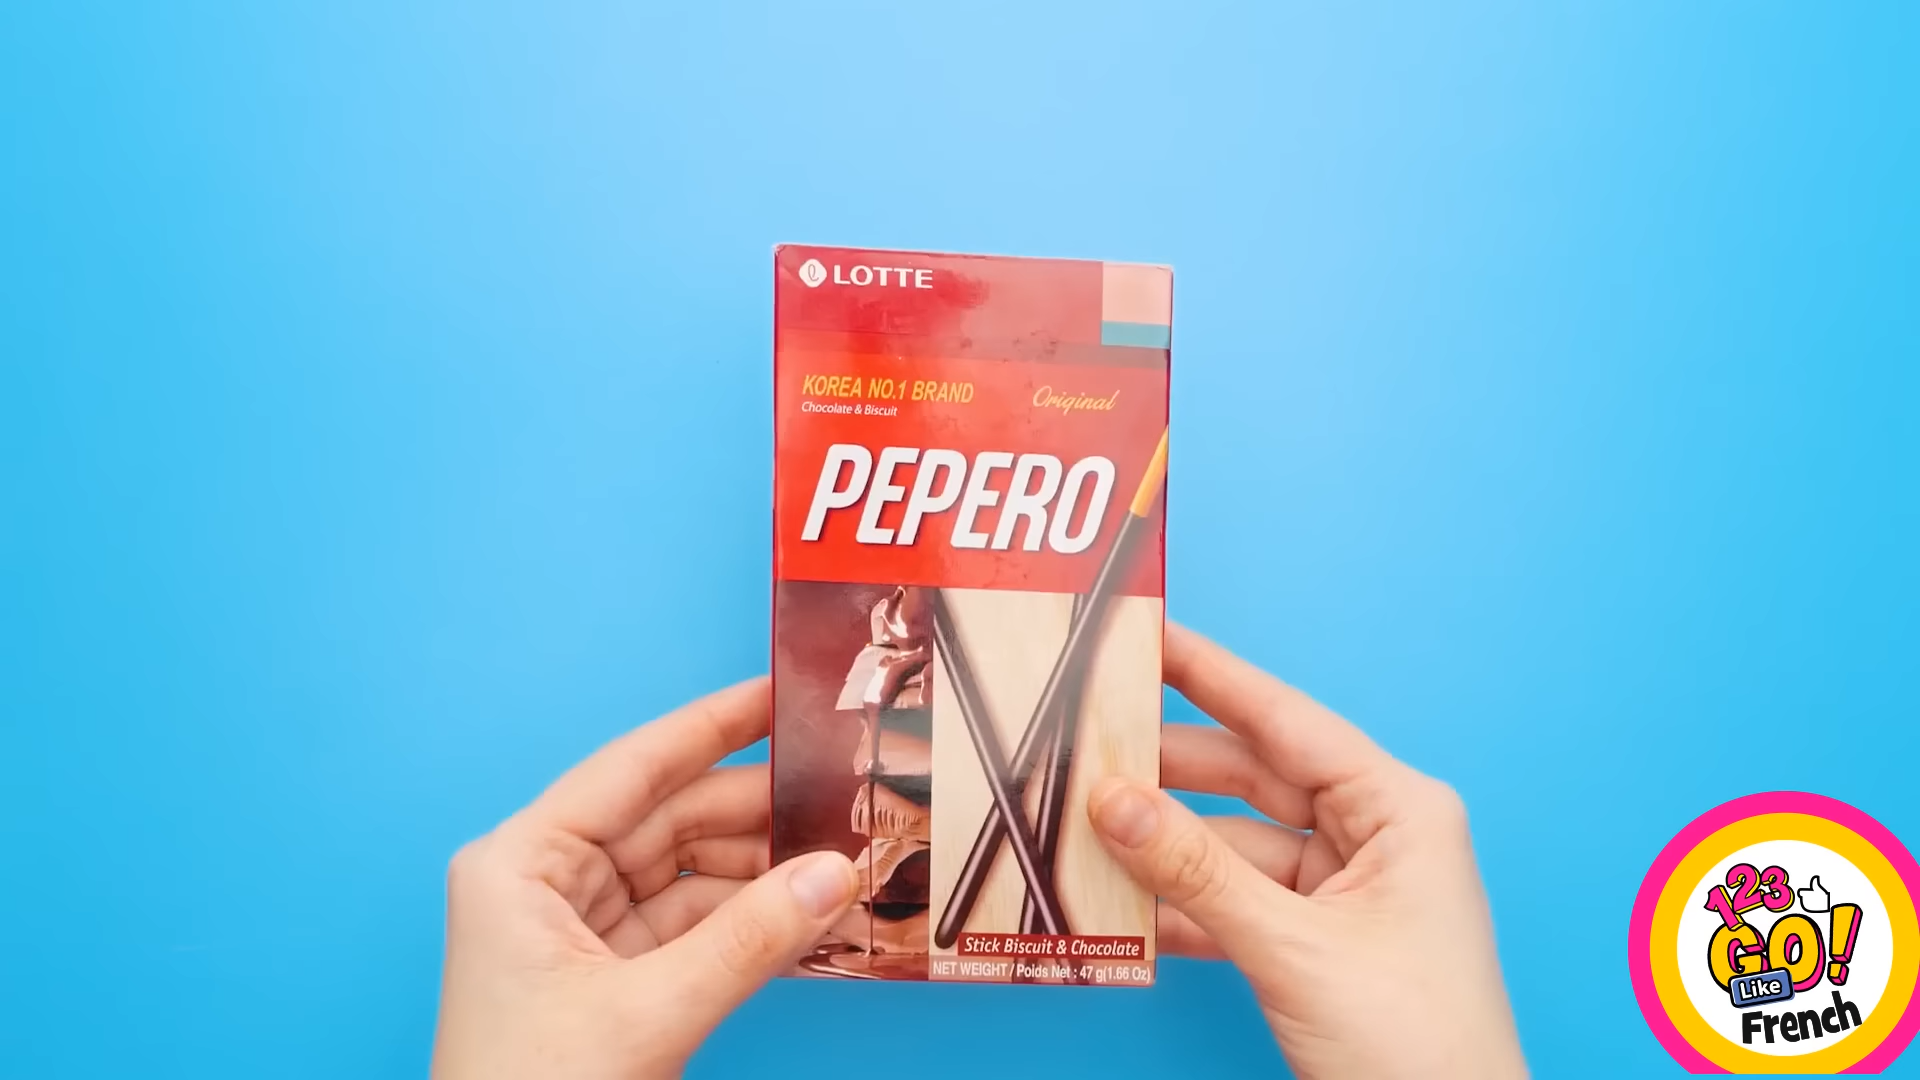 LOTTE
KOREA NO.1 BRAND
Chocolate & Biscuit
Original
PEPERO
Stick Biscuit & Chocolate
NET WEIGHT / Poids Net : 47 g(1.66 Oz)
123
GO!
Like
French